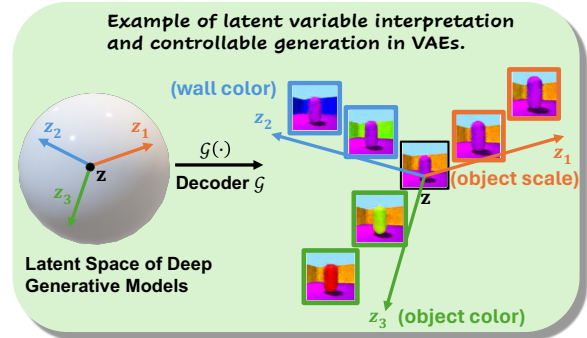 Example of latent variable interpretation
and controllable generation in VAEs.
(wall color)
z₂
z₁
z₂
z
z₃
𝒢(·)
Decoder 𝒢
z₁
(object scale)
z
Latent Space of Deep
Generative Models
z₃ (object color)